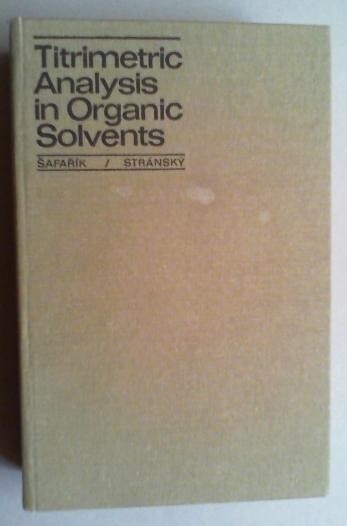 Titrimetric
Analysis
in Organic
Solvents
ŠAFAŘÍK / STRÁNSKÝ